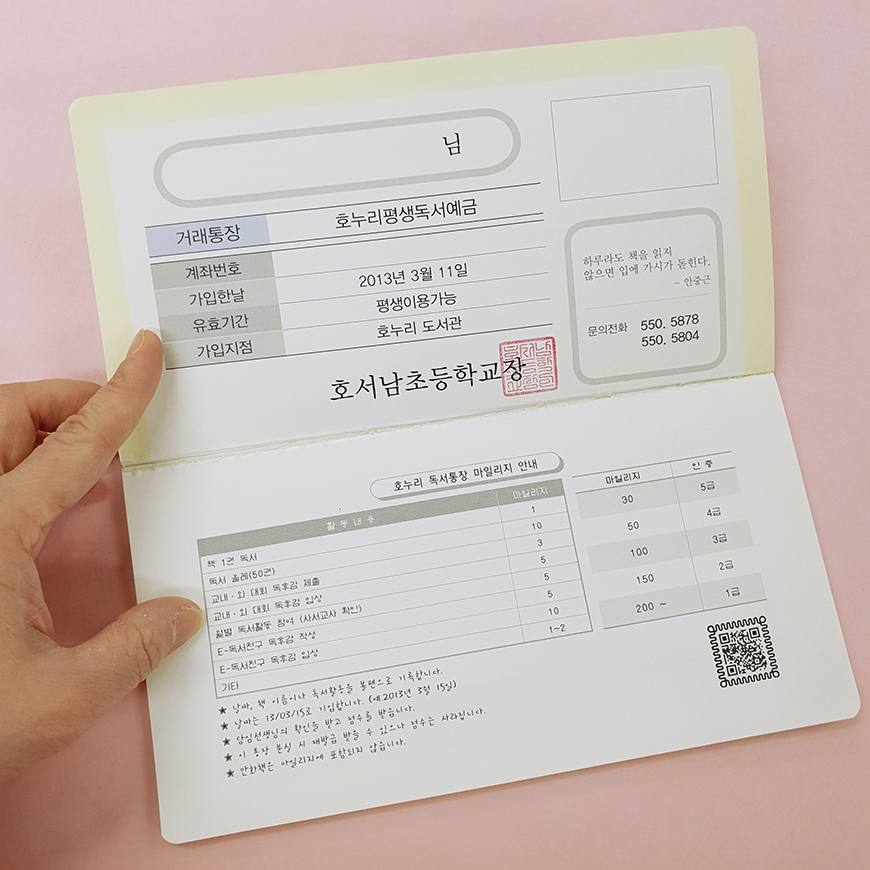 님
거래통장 호누리평생독서예금
계좌번호
가입한날 2013년 3월 11일
유효기간 평생이용가능
가입지점 호누리 도서관
호서남초등학교장
하루라도 책을 읽지
않으면 입에 가시가 돋힌다.
- 안중근
문의전화 550. 5878
550. 5804
호누리 독서통장 마일리지 안내
활동내용 마일리지
책 1권 독서 1
독서 올레(50권) 10
교내·외 대회 독후감 제출 3
교내·외 대회 독후감 입상 5
월별 독서활동 참여 (사서교사 확인) 5
E-독서친구 독후감 작성 5
E-독서친구 독후감 입상 10
기타 1~2
마일리지 인증
30 5급
50 4급
100 3급
150 2급
200 ~ 1급
★ 날짜, 책 이름이나 독서활동을 볼펜으로 기록합니다.
★ 날짜는 13/03/15로 기입합니다. (예.2013년 3월 15일)
★ 담임선생님의 확인을 받고 점수를 받습니다.
★ 이 통장 분실 시 재발급 받을 수 있으나 점수는 사라집니다.
★ 만화책은 마일리지에 포함되지 않습니다.